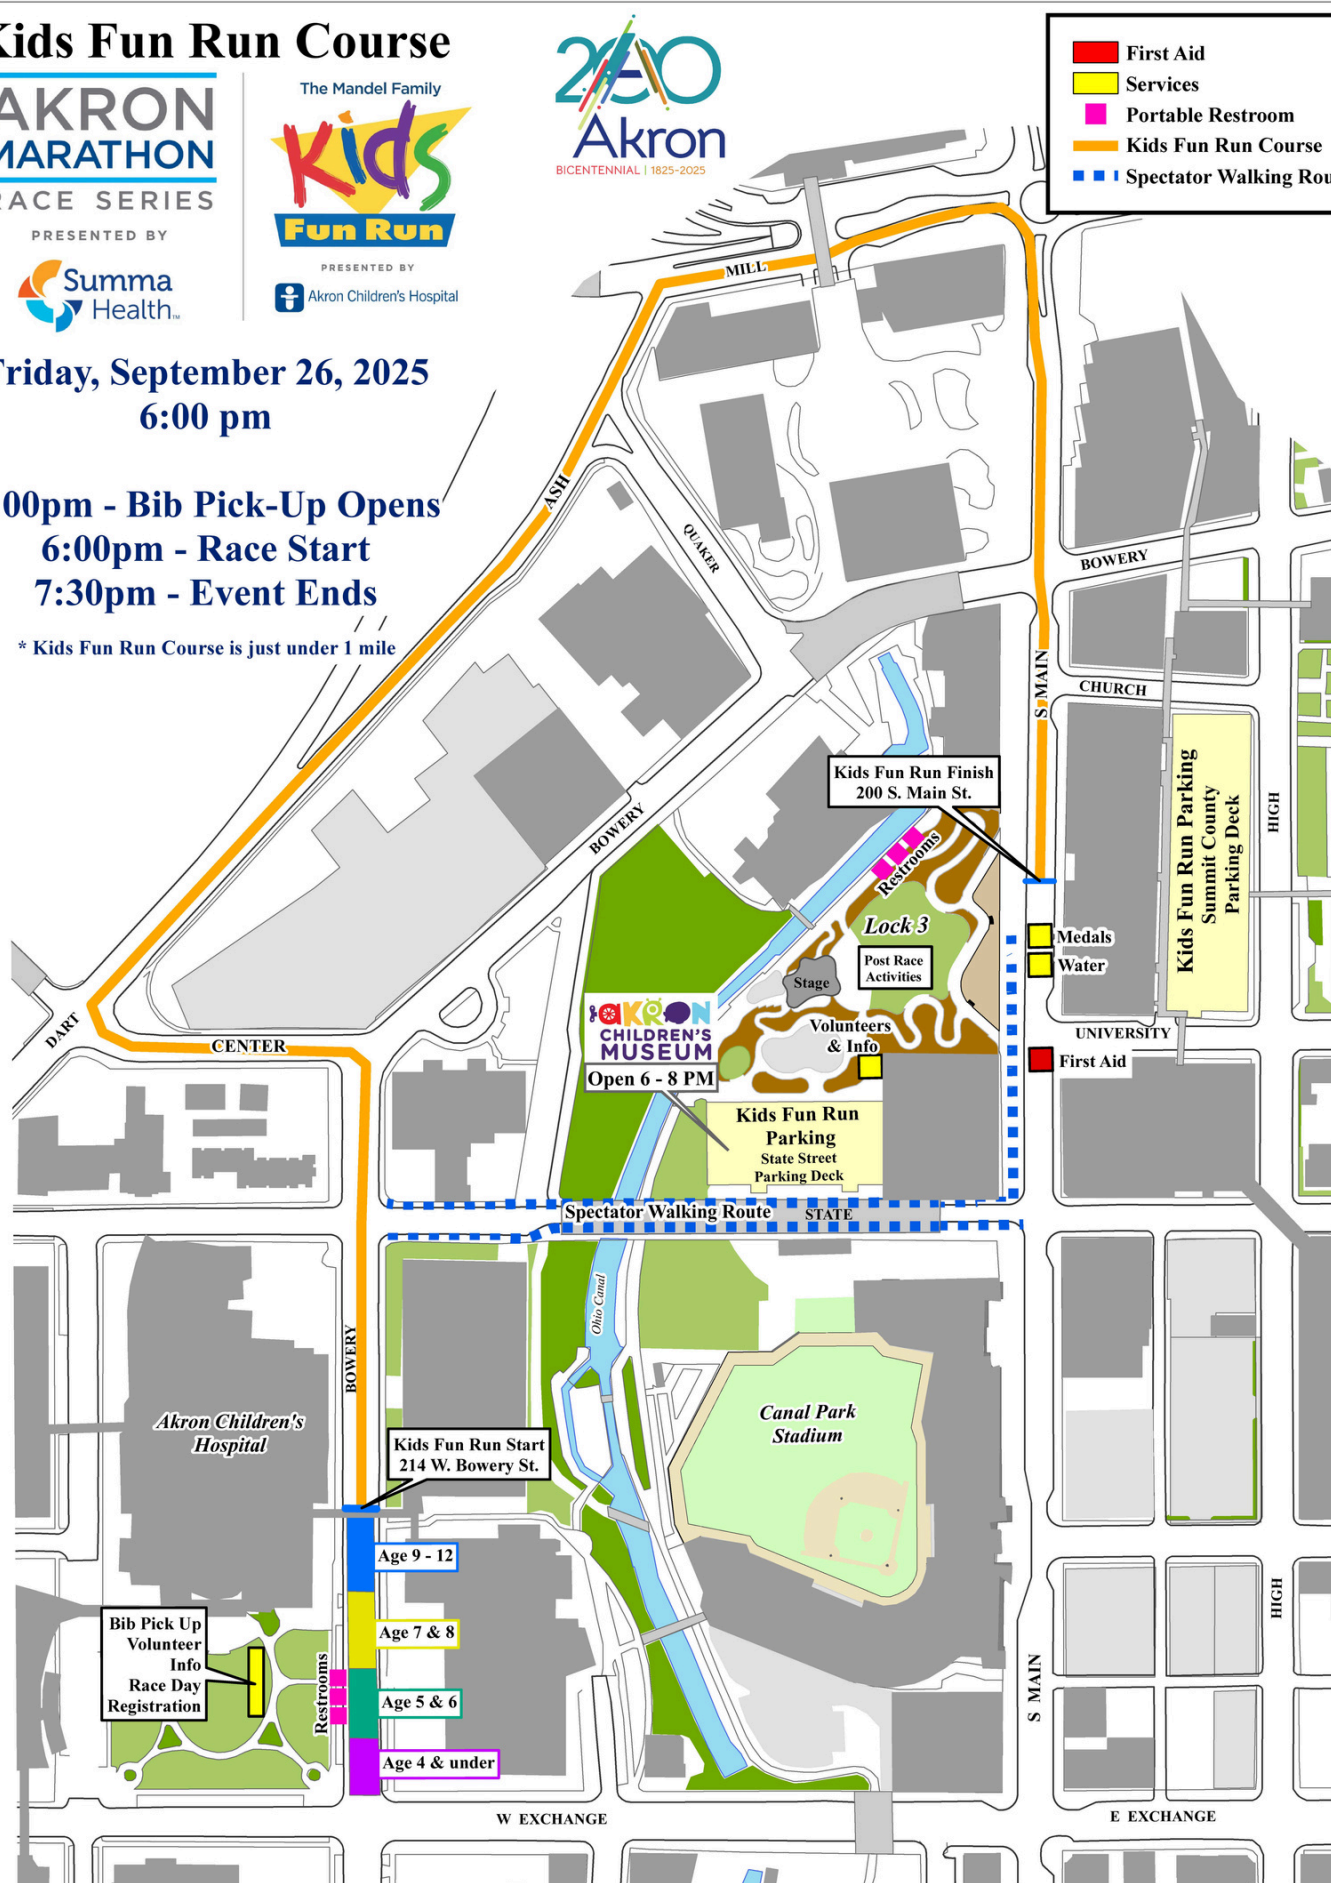 Kids Fun Run Course
AKRON
MARATHON
RACE SERIES
PRESENTED BY
Summa
Health
The Mandel Family
Kids
Fun Run
PRESENTED BY
Akron Children's Hospital
200
Akron
BICENTENNIAL | 1825-2025
First Aid
Services
Portable Restroom
Kids Fun Run Course
Spectator Walking Rou
Friday, September 26, 2025
6:00 pm
00pm - Bib Pick-Up Opens
6:00pm - Race Start
7:30pm - Event Ends
* Kids Fun Run Course is just under 1 mile
MILL
ASH
QUAKER
BOWERY
CHURCH
S MAIN
HIGH
BOWERY
Kids Fun Run Finish
200 S. Main St.
Kids Fun Run Parking
Summit County
Parking Deck
Restrooms
Lock 3
Post Race
Activities
Stage
Medals
Water
AKRON
CHILDREN'S
MUSEUM
Open 6 - 8 PM
Volunteers
& Info
UNIVERSITY
First Aid
DART
CENTER
Kids Fun Run
Parking
State Street
Parking Deck
Spectator Walking Route
STATE
Ohio Canal
BOWERY
Akron Children's
Hospital
Canal Park
Stadium
Kids Fun Run Start
214 W. Bowery St.
Age 9 - 12
Age 7 & 8
Age 5 & 6
Age 4 & under
Bib Pick Up
Volunteer
Info
Race Day
Registration
Restrooms
HIGH
S MAIN
W EXCHANGE
E EXCHANGE